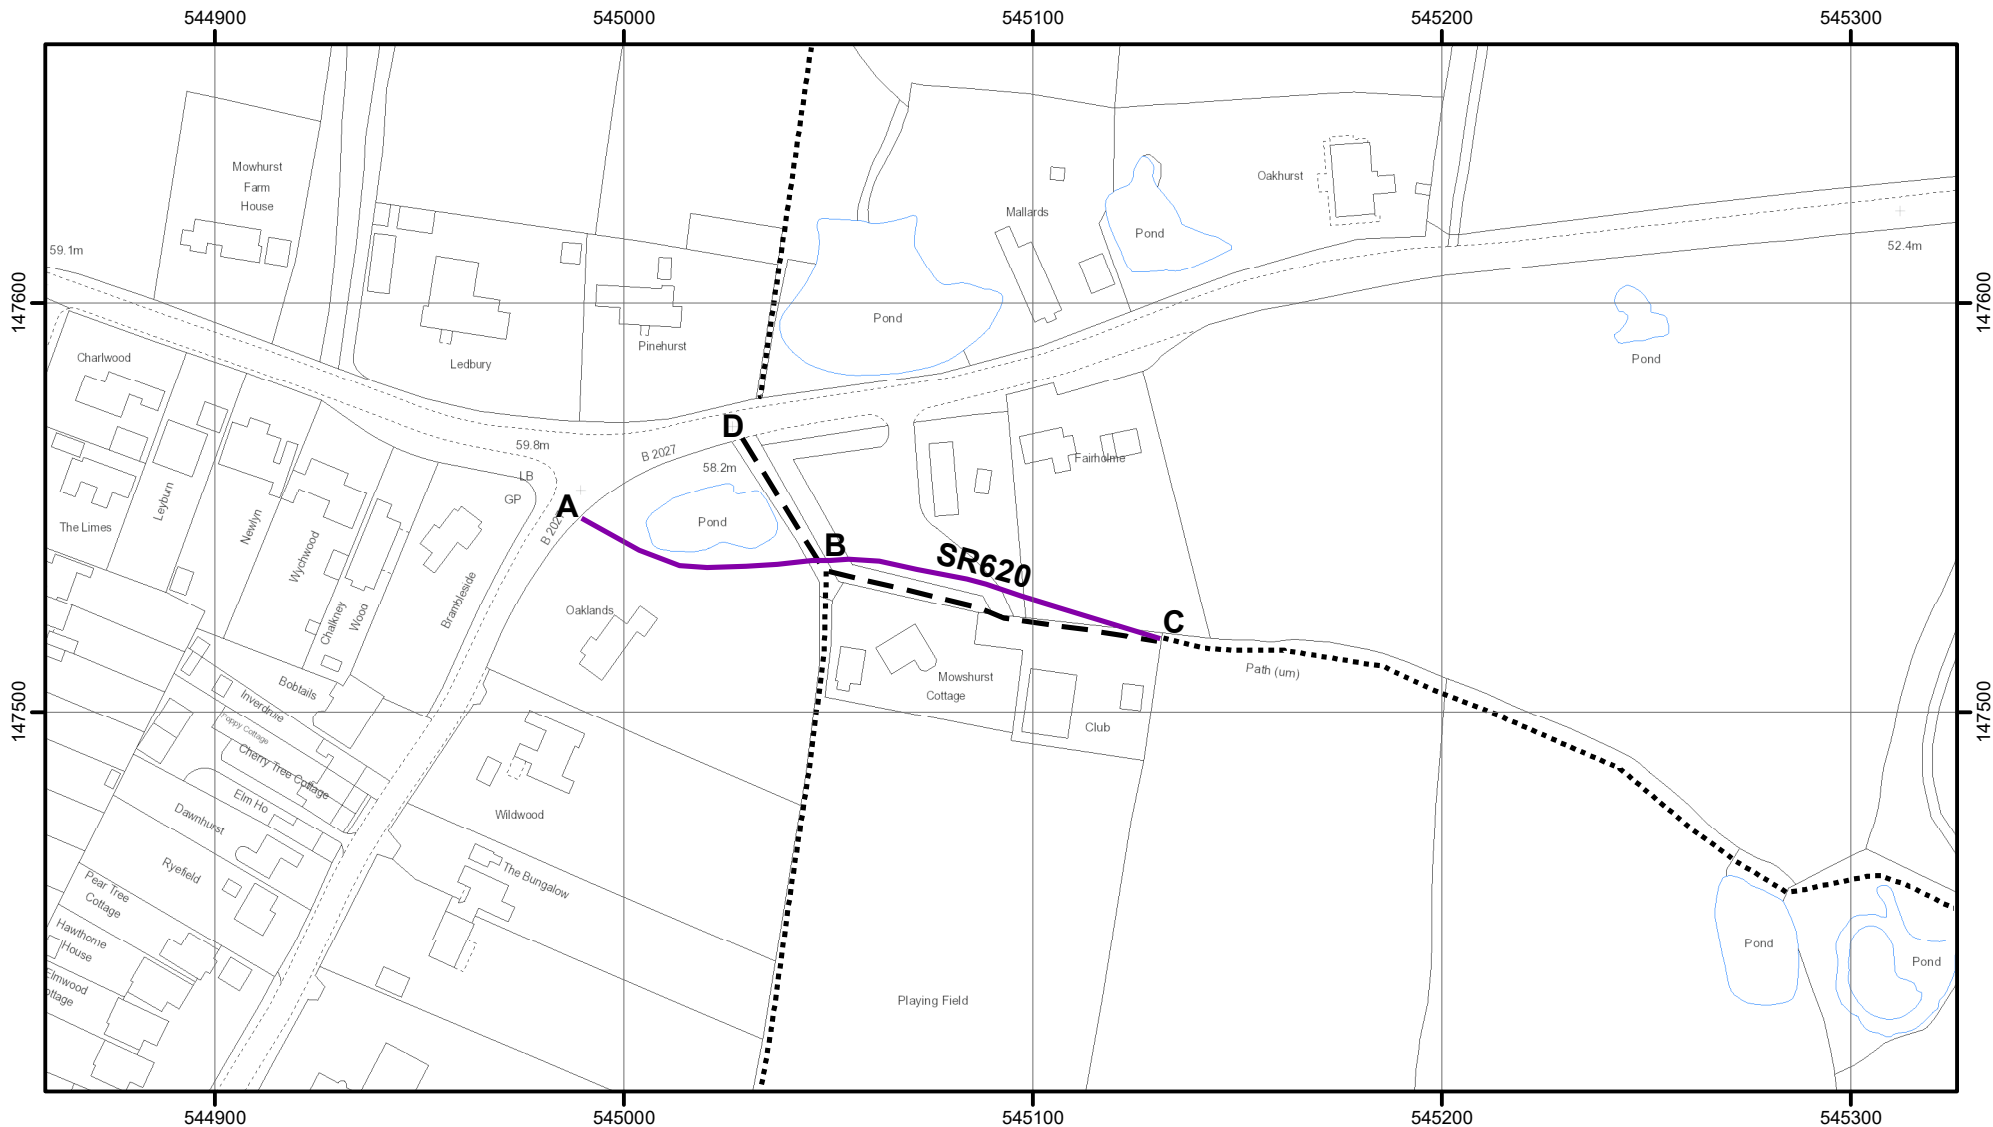 544900
545000
545100
545200
545300
147600
147600
147500
147500
Mowhurst
Farm
House
59.1m
Ledbury
Pinehurst
Pond
Mallards
Pond
Oakhurst
52.4m
Pond
Charlwood
The Limes
Leyburn
Newlyn
Wychwood
Chalkney
Wood
Brambleside
59.8m
LB
GP
B 2027
B 202
A
D
58.2m
Pond
B
SR620
C
Fairholme
Oaklands
Mowshurst
Cottage
Club
Path (um)
Bobtails
Inverdruie
Poppy Cottage
Cherry Tree Cottage
Elm Ho
Dawnhurst
Ryefield
Pear Tree
Cottage
Hawthorne
House
Elmwood
ottage
Wildwood
The Bungalow
Playing Field
Pond
Pond
544900
545000
545100
545200
545300